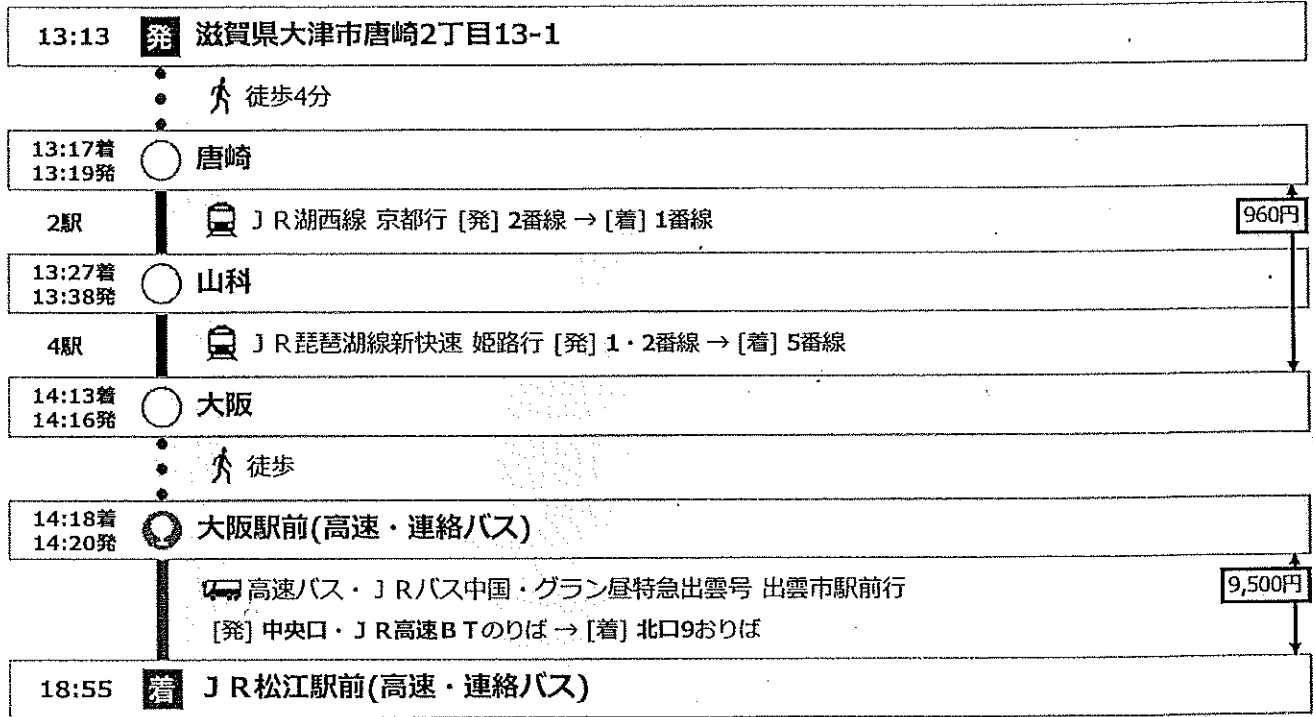 13:13 発 滋賀県大津市唐崎2丁目13-1
徒歩4分
13:17着
13:19発
唐崎
2駅 ＪＲ湖西線 京都行 [発] 2番線 → [着] 1番線
960円
13:27着
13:38発
山科
4駅 ＪＲ琵琶湖線新快速 姫路行 [発] 1・2番線 → [着] 5番線
14:13着
14:16発
大阪
徒歩
14:18着
14:20発
大阪駅前(高速・連絡バス)
高速バス・ＪＲバス中国・グラン昼特急出雲号 出雲市駅前行
9,500円
[発] 中央口・ＪＲ高速ＢＴのりば → [着] 北口9おりば
18:55 着 ＪＲ松江駅前(高速・連絡バス)